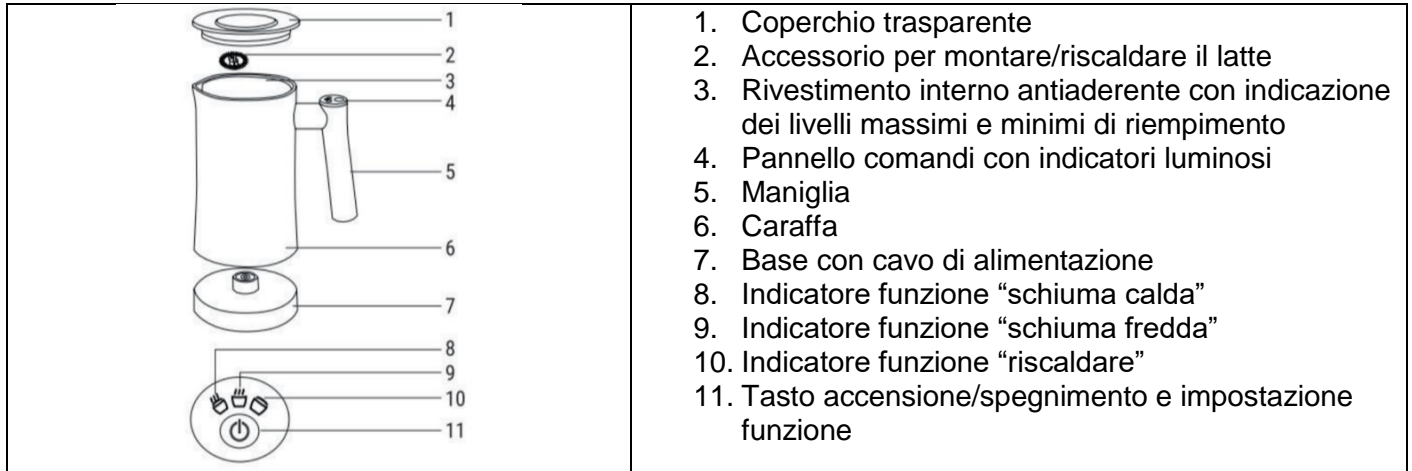 1
2
3
4
5
6
7
8
9
10
11
1. Coperchio trasparente
2. Accessorio per montare/riscaldare il latte
3. Rivestimento interno antiaderente con indicazione
dei livelli massimi e minimi di riempimento
4. Pannello comandi con indicatori luminosi
5. Maniglia
6. Caraffa
7. Base con cavo di alimentazione
8. Indicatore funzione “schiuma calda”
9. Indicatore funzione “schiuma fredda”
10. Indicatore funzione “riscaldare”
11. Tasto accensione/spegnimento e impostazione
funzione